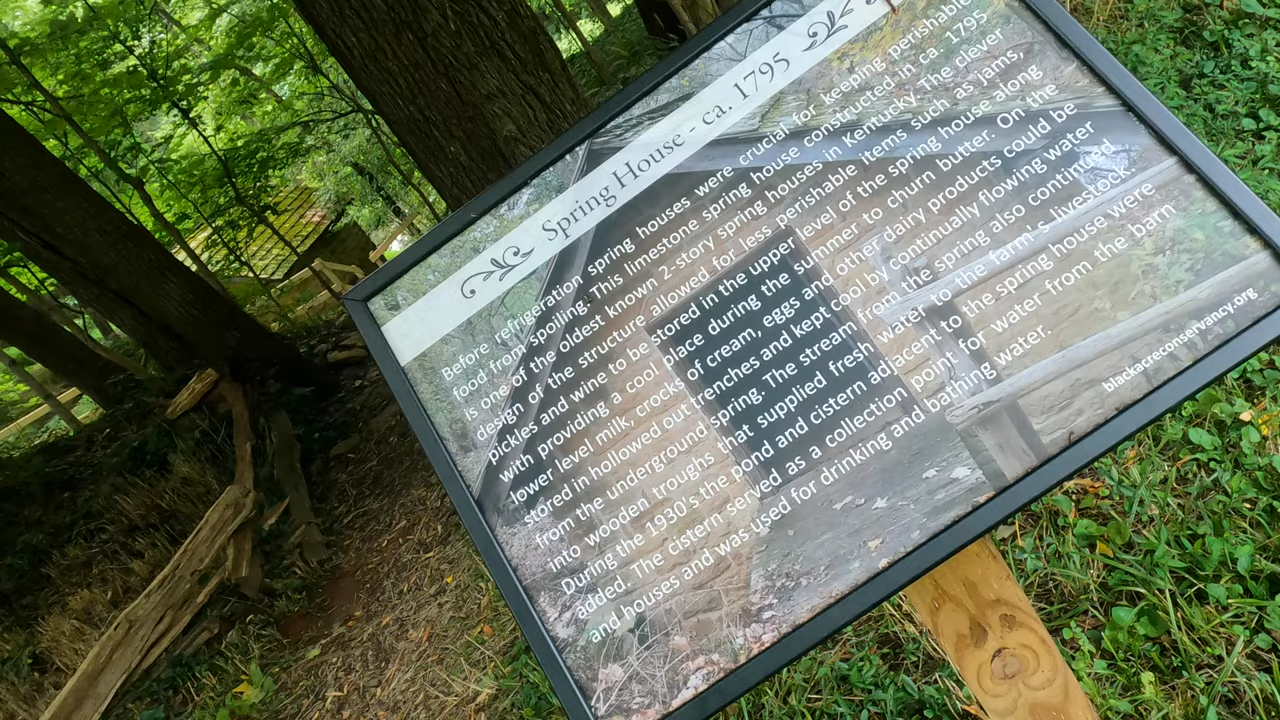 Spring House - ca. 1795
Before refrigeration spring houses were crucial for keeping perishable
food from spoiling. This limestone spring house constructed in ca. 1795
is one of the oldest known 2-story spring houses in Kentucky. The clever
design of the structure allowed for less perishable items such as jams,
pickles and wine to be stored in the upper level of the spring house along
with providing a cool place during the summer to churn butter. On the
lower level milk, crocks of cream, eggs and other dairy products could be
stored in hollowed out trenches and kept cool by continually flowing water
from the underground spring. The stream from the spring also continued
into wooden troughs that supplied fresh water to the farm's livestock.
During the 1930's the pond and cistern adjacent to the spring house were
added. The cistern served as a collection point for water from the barn
and houses and was used for drinking and bathing water.
blackacreconservancy.org